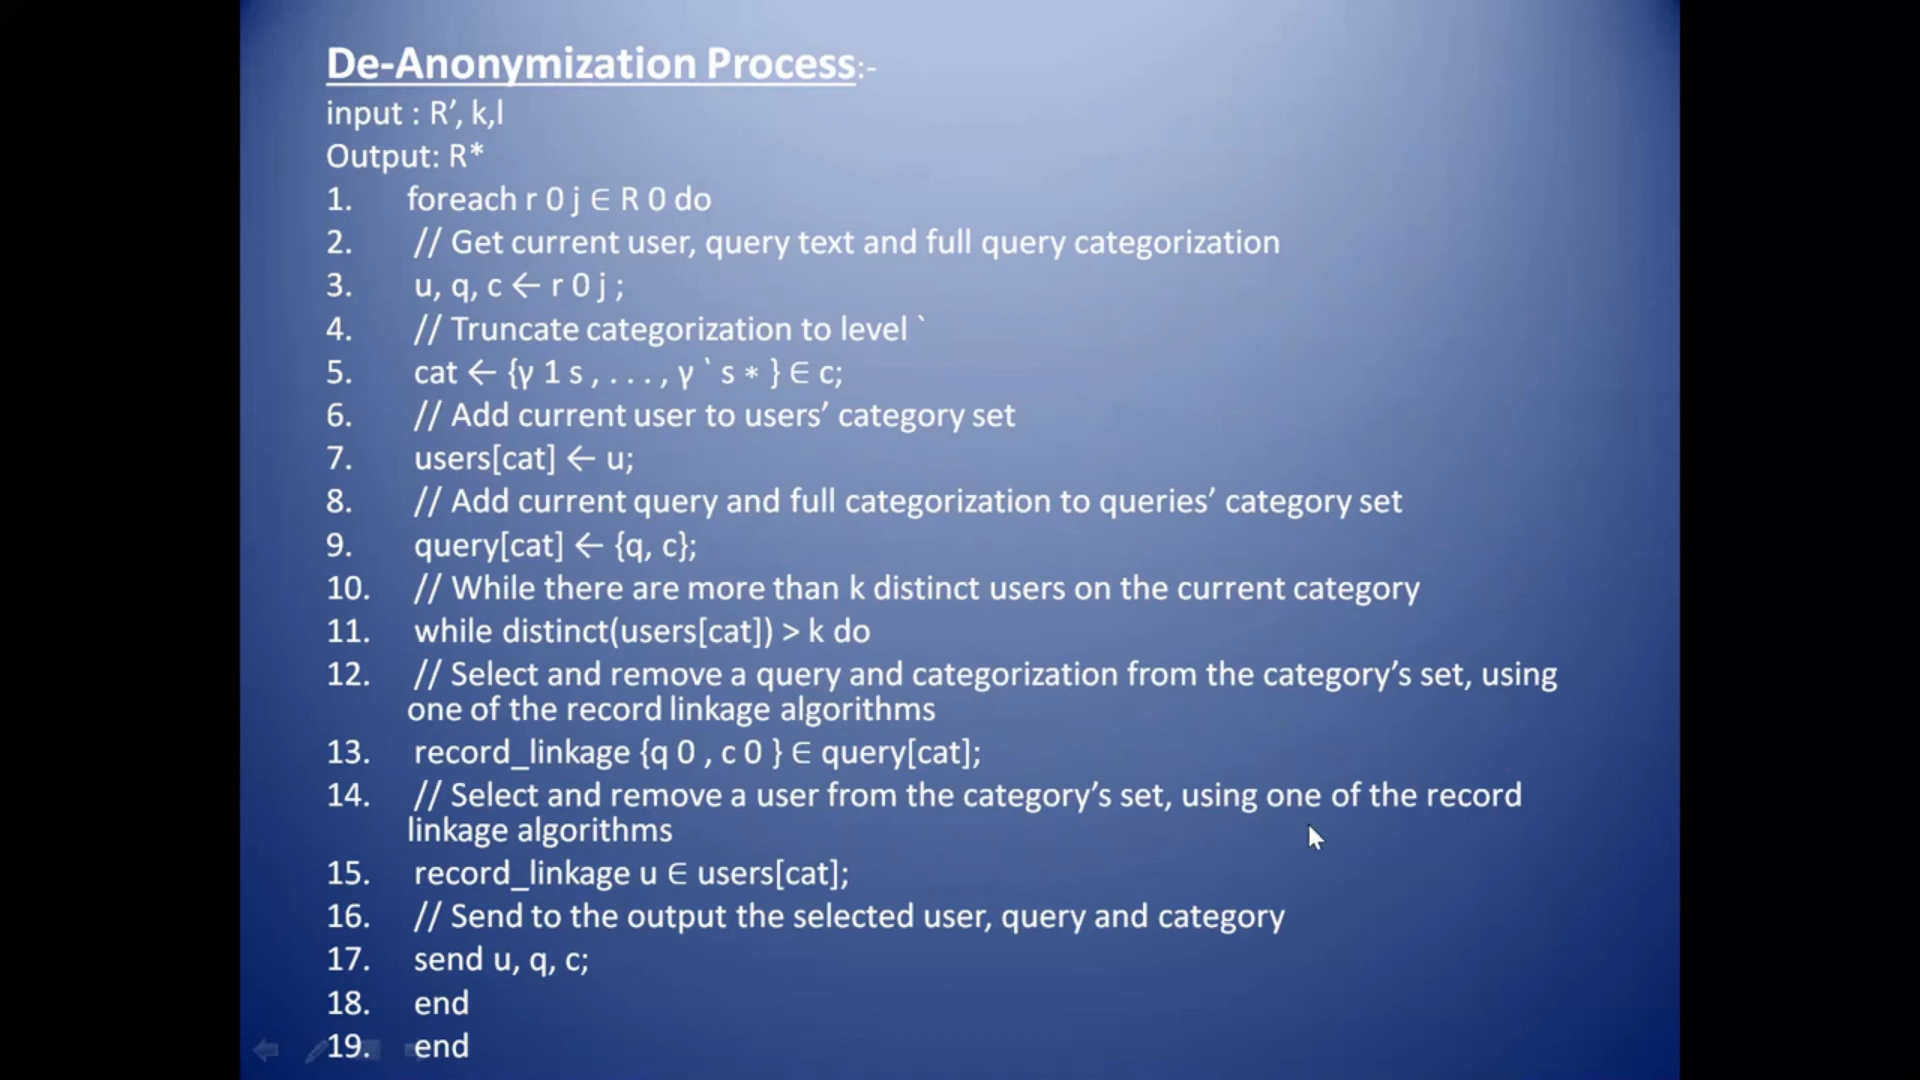 De-Anonymization Process:-
input : R’, k,l
Output: R*
1. foreach r 0 j ∈ R 0 do
2. // Get current user, query text and full query categorization
3. u, q, c ← r 0 j ;
4. // Truncate categorization to level `
5. cat ← {γ 1 s , . . . , γ ` s ∗ } ∈ c;
6. // Add current user to users’ category set
7. users[cat] ← u;
8. // Add current query and full categorization to queries’ category set
9. query[cat] ← {q, c};
10. // While there are more than k distinct users on the current category
11. while distinct(users[cat]) > k do
12. // Select and remove a query and categorization from the category’s set, using
one of the record linkage algorithms
13. record_linkage {q 0 , c 0 } ∈ query[cat];
14. // Select and remove a user from the category’s set, using one of the record
linkage algorithms
15. record_linkage u ∈ users[cat];
16. // Send to the output the selected user, query and category
17. send u, q, c;
18. end
19. end